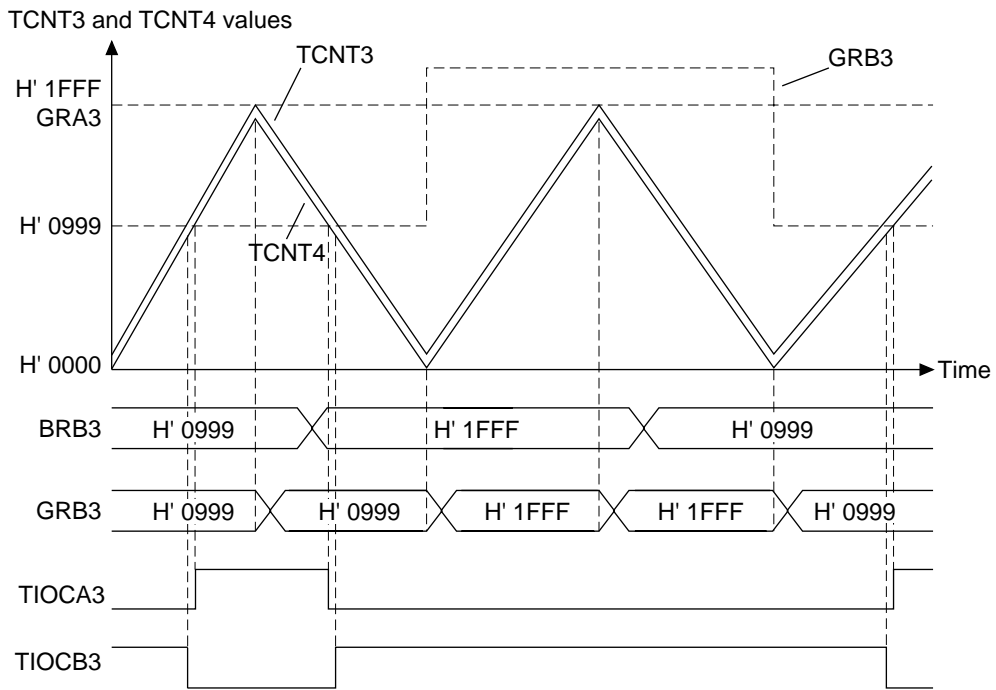 TCNT3 and TCNT4 values
TCNT3
GRB3
H' 1FFF
GRA3
H' 0999
TCNT4
H' 0000
Time
BRB3
H' 0999
H' 1FFF
H' 0999
GRB3
H' 0999
H' 0999
H' 1FFF
H' 1FFF
H' 0999
TIOCA3
TIOCB3